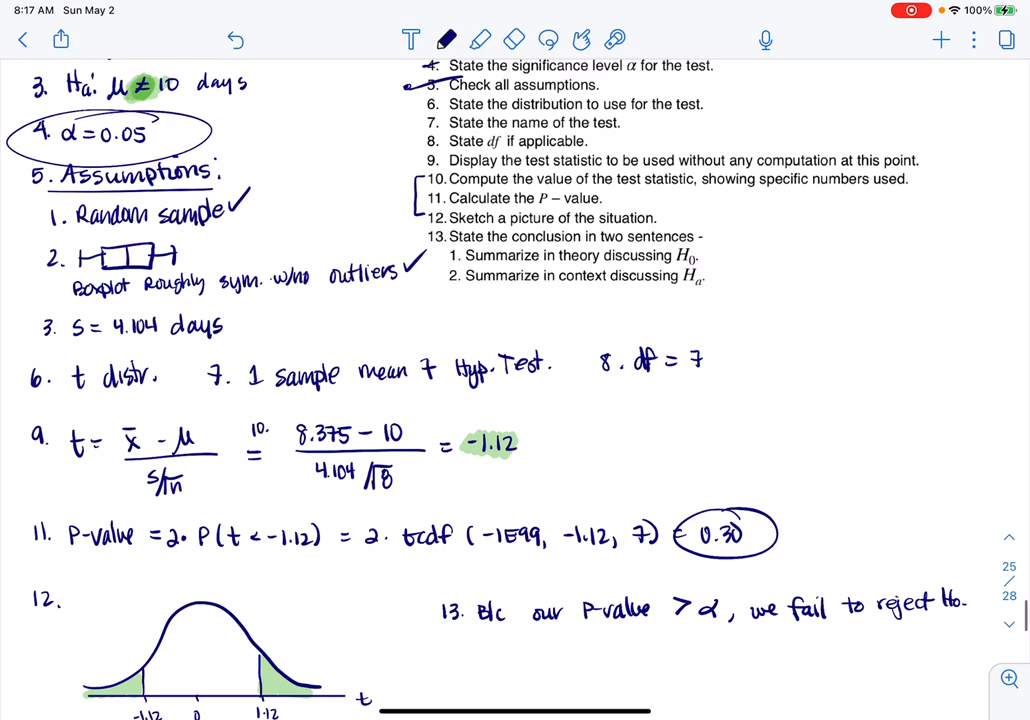 8:17 AM Sun May 2
100%
3. Ha: μ ≠ 10 days
4. α = 0.05
5. Assumptions:
1. Random sample ✓
2.
Boxplot Roughly sym. w/no outliers ✓
3. s = 4.104 days
4. State the significance level α for the test.
5. Check all assumptions.
6. State the distribution to use for the test.
7. State the name of the test.
8. State df if applicable.
9. Display the test statistic to be used without any computation at this point.
10. Compute the value of the test statistic, showing specific numbers used.
11. Calculate the P – value.
12. Sketch a picture of the situation.
13. State the conclusion in two sentences -
1. Summarize in theory discussing H₀.
2. Summarize in context discussing Hₐ.
6. t distr. 7. 1 sample mean t Hyp. Test. 8. df = 7
9. t = x̄ - μ / s/√n 10. = 8.375 - 10 / 4.104/√8 = -1.12
11. P-value = 2 • P(t < -1.12) = 2 • tcdf (-1E99, -1.12, 7) = 0.30
12.
13. B/c our P-value > α, we fail to reject Ho.
-1.12 0 1.12 t
25
/
28